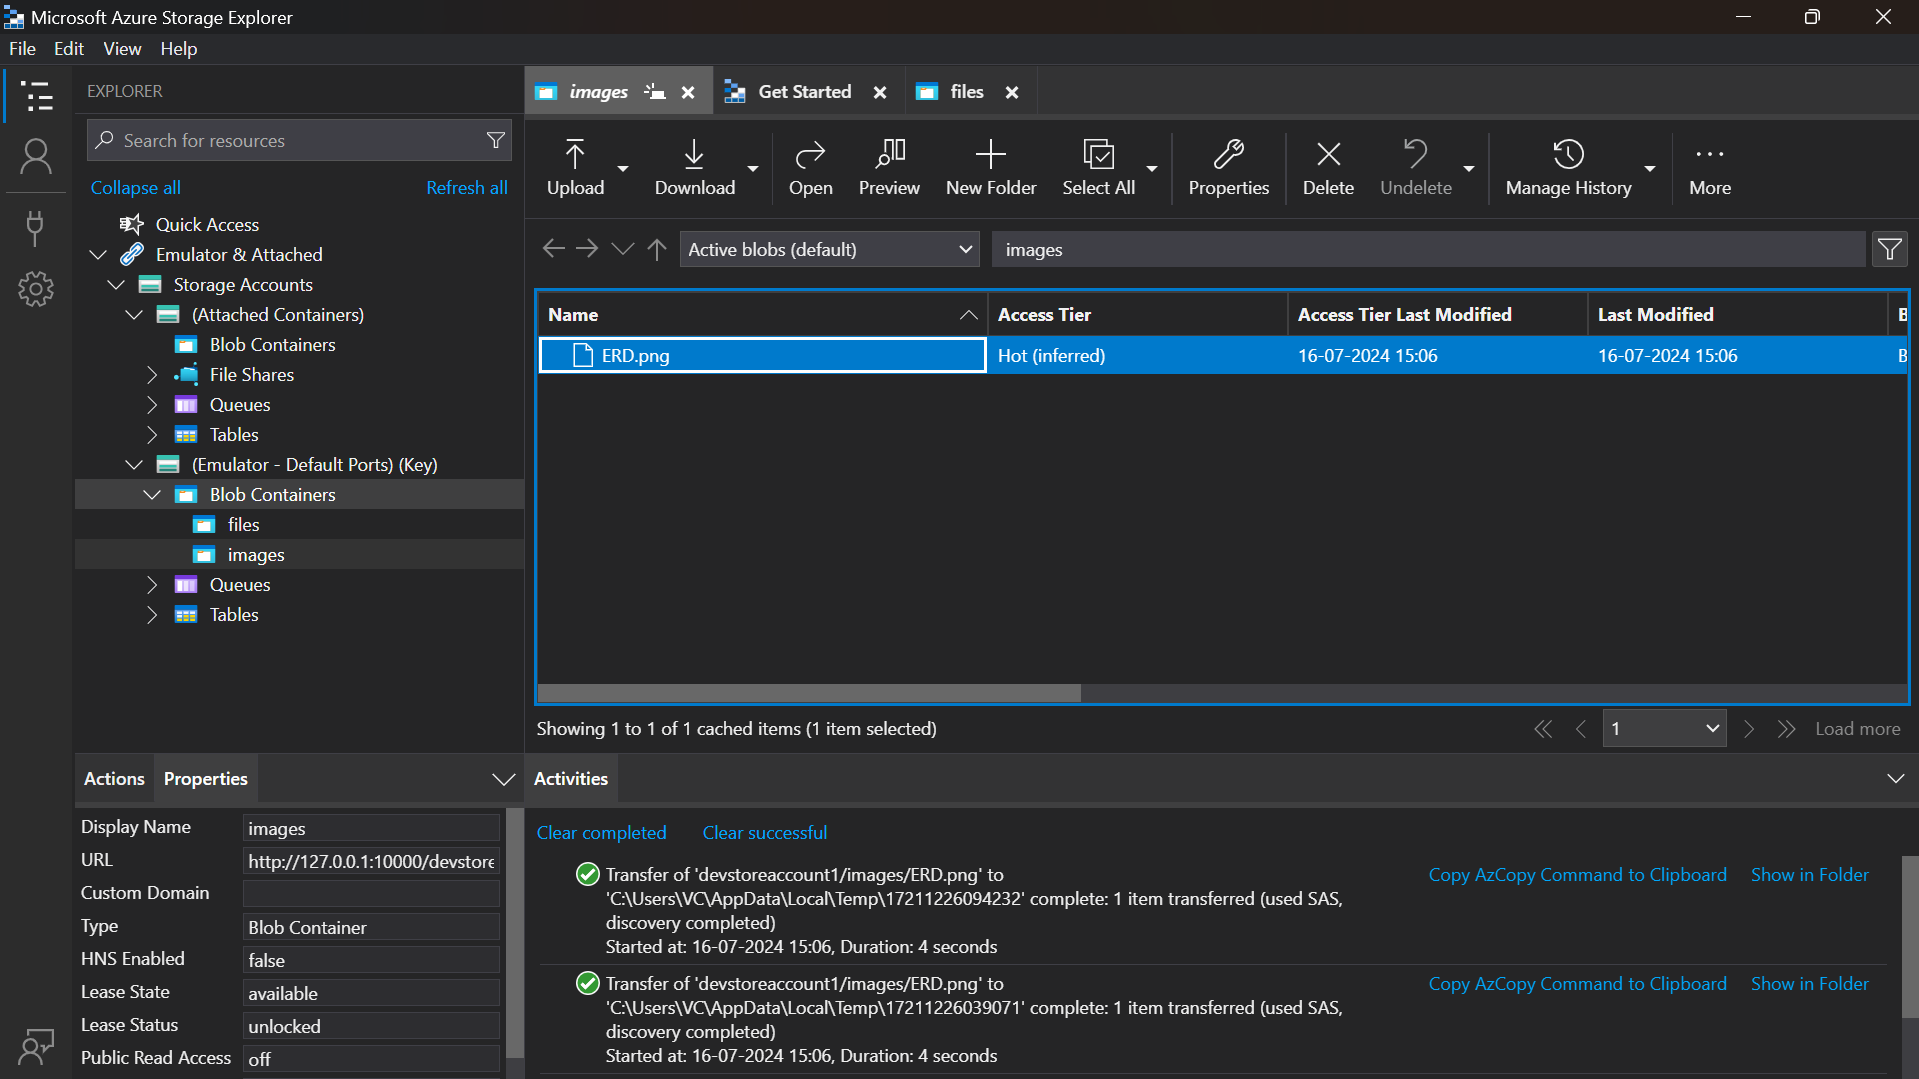 Microsoft Azure Storage Explorer
File Edit View Help
EXPLORER
Search for resources
Collapse all Refresh all
Quick Access
Emulator & Attached
Storage Accounts
(Attached Containers)
Blob Containers
File Shares
Queues
Tables
(Emulator - Default Ports) (Key)
Blob Containers
files
images
Queues
Tables
images Get Started files
Upload Download Open Preview New Folder Select All Properties Delete Undelete Manage History More
Active blobs (default) images
Name Access Tier Access Tier Last Modified Last Modified
ERD.png Hot (inferred) 16-07-2024 15:06 16-07-2024 15:06
Showing 1 to 1 of 1 cached items (1 item selected) 1 Load more
Actions Properties
Display Name images
URL http://127.0.0.1:10000/devstore
Custom Domain
Type Blob Container
HNS Enabled false
Lease State available
Lease Status unlocked
Public Read Access off
Activities
Clear completed Clear successful
Transfer of 'devstoreaccount1/images/ERD.png' to Copy AzCopy Command to Clipboard Show in Folder
'C:\Users\VC\AppData\Local\Temp\17211226094232' complete: 1 item transferred (used SAS,
discovery completed)
Started at: 16-07-2024 15:06, Duration: 4 seconds
Transfer of 'devstoreaccount1/images/ERD.png' to Copy AzCopy Command to Clipboard Show in Folder
'C:\Users\VC\AppData\Local\Temp\17211226039071' complete: 1 item transferred (used SAS,
discovery completed)
Started at: 16-07-2024 15:06, Duration: 4 seconds